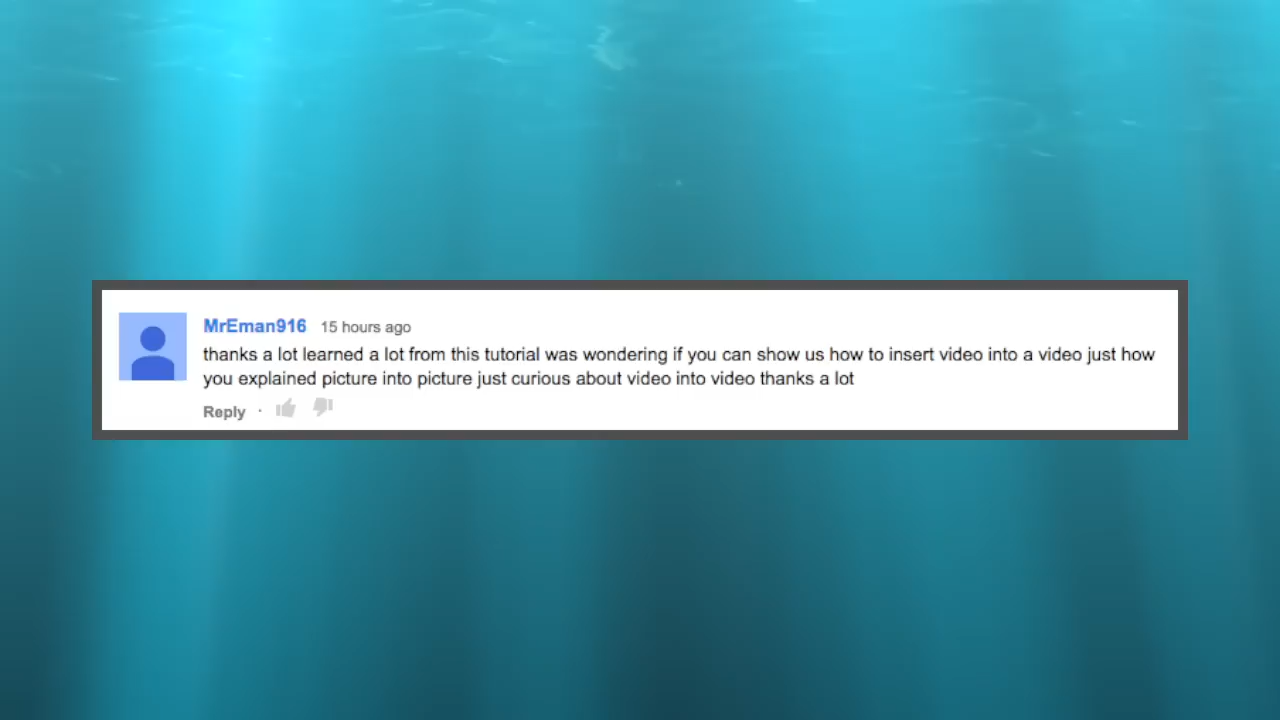 MrEman916 15 hours ago
thanks a lot learned a lot from this tutorial was wondering if you can show us how to insert video into a video just how
you explained picture into picture just curious about video into video thanks a lot
Reply ·